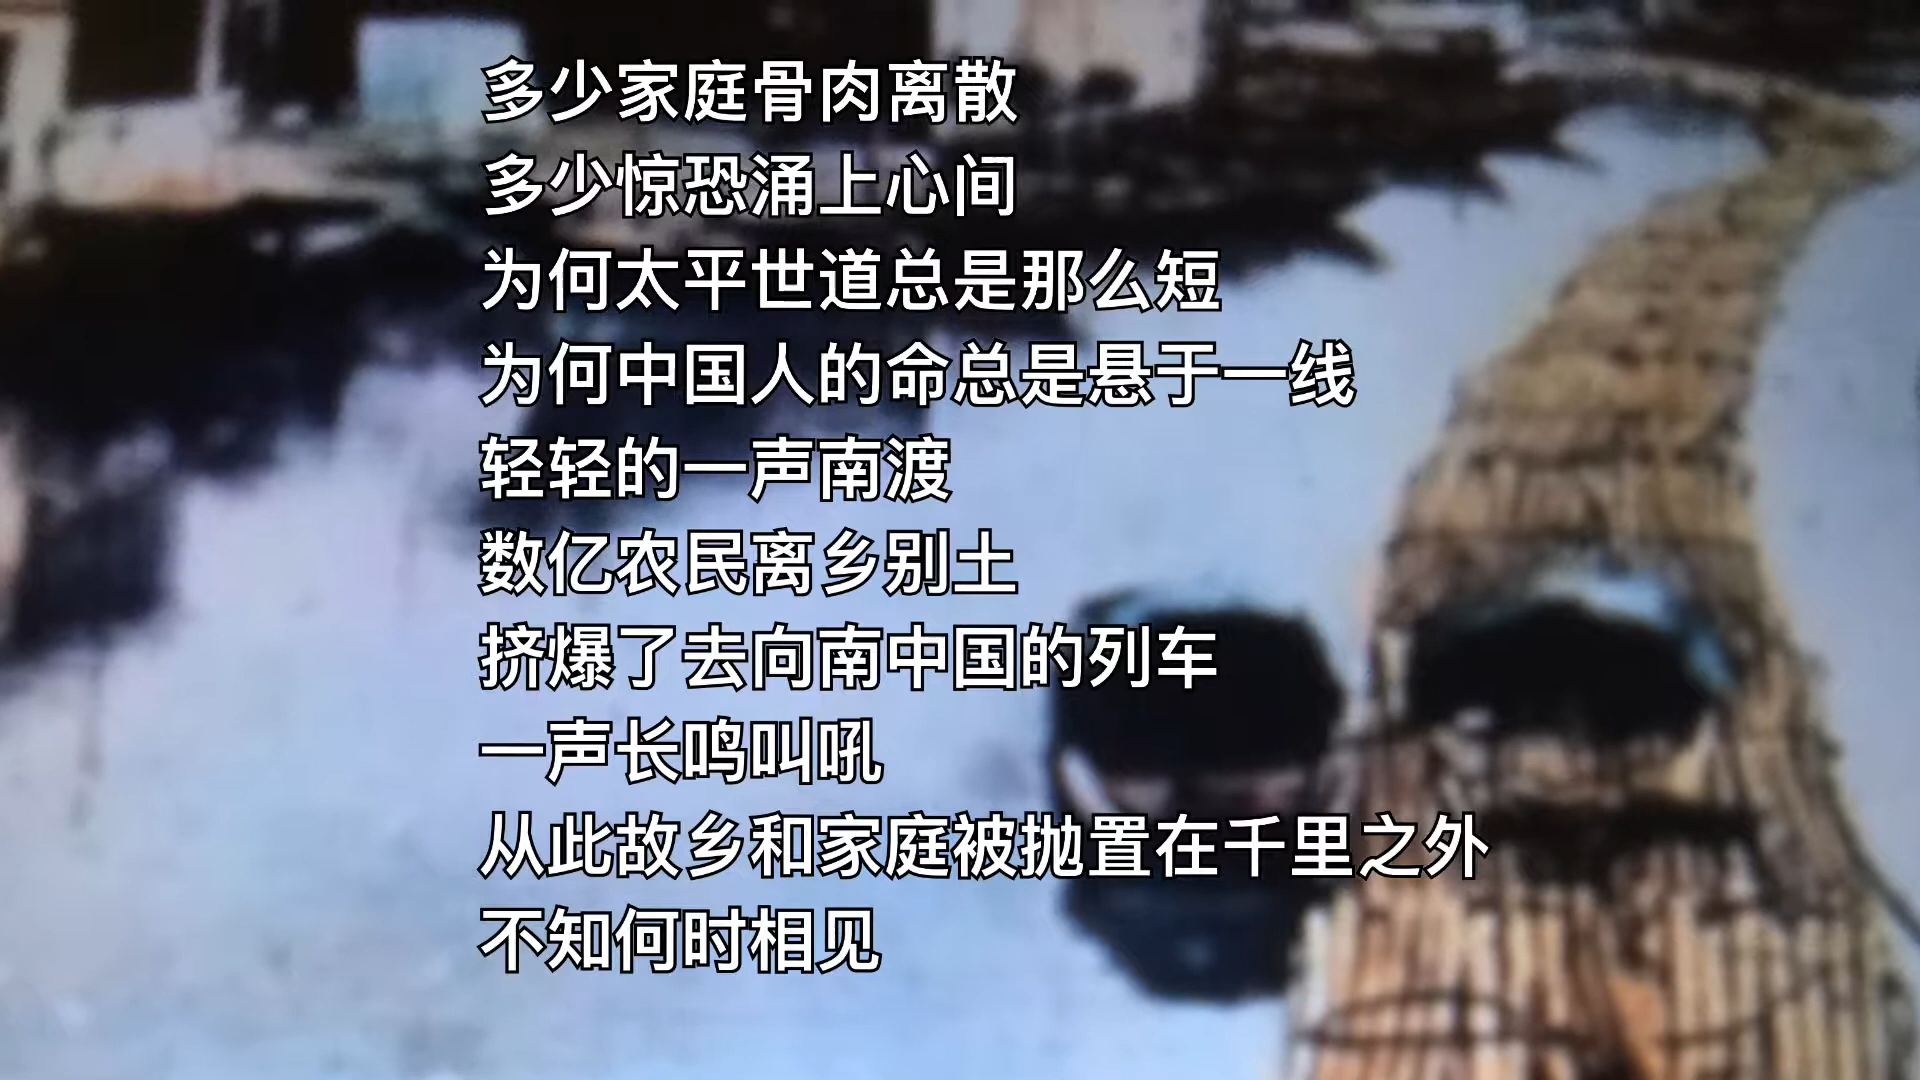 多少家庭骨肉离散
多少惊恐涌上心间
为何太平世道总是那么短
为何中国人的命总是悬于一线
轻轻的一声南渡
数亿农民离乡别土
挤爆了去向南中国的列车
一声长鸣叫吼
从此故乡和家庭被抛置在千里之外
不知何时相见